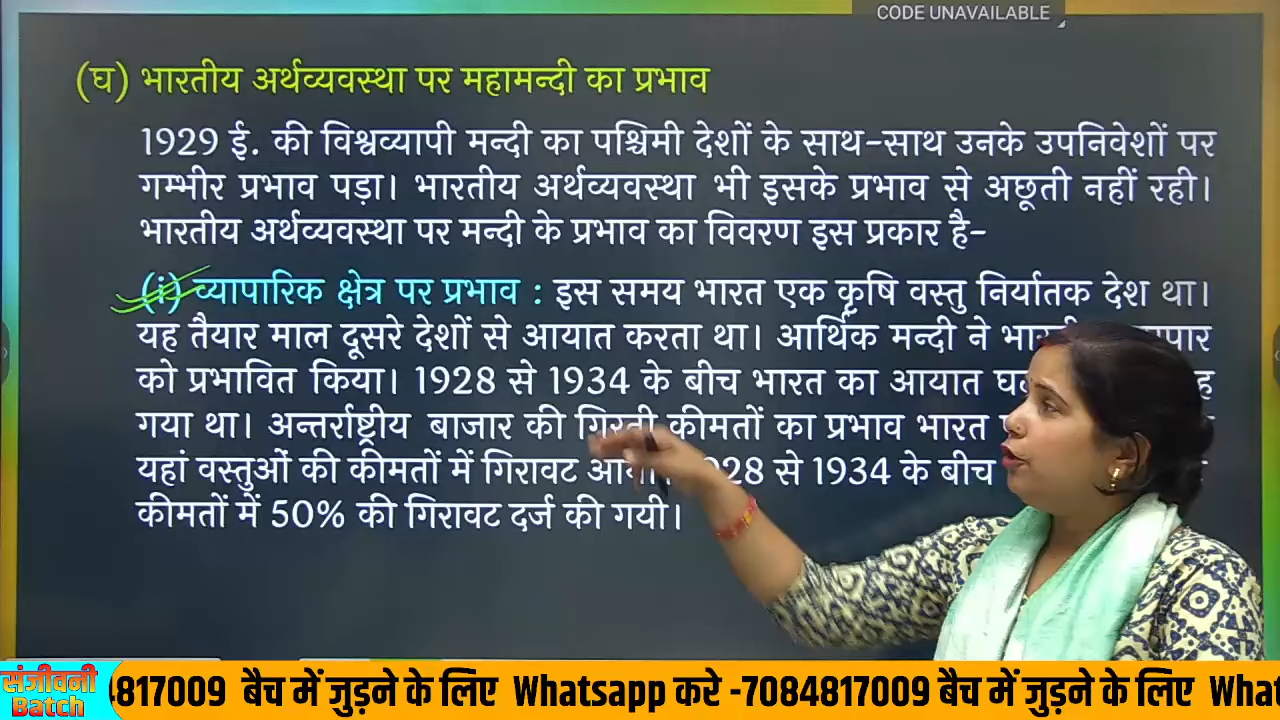 CODE UNAVAILABLE
(घ) भारतीय अर्थव्यवस्था पर महामन्दी का प्रभाव
1929 ई. की विश्वव्यापी मन्दी का पश्चिमी देशों के साथ-साथ उनके उपनिवेशों पर
गम्भीर प्रभाव पड़ा। भारतीय अर्थव्यवस्था भी इसके प्रभाव से अछूती नहीं रही।
भारतीय अर्थव्यवस्था पर मन्दी के प्रभाव का विवरण इस प्रकार है-
(i) व्यापारिक क्षेत्र पर प्रभाव : इस समय भारत एक कृषि वस्तु निर्यातक देश था।
यह तैयार माल दूसरे देशों से आयात करता था। आर्थिक मन्दी ने
को प्रभावित किया। 1928 से 1934 के बीच भारत का आयात
गया था। अन्तर्राष्ट्रीय बाजार की गिरती कीमतों का प्रभाव भारत
यहां वस्तुओं की कीमतों में गिरावट 1928 से 1934 के बीच
कीमतों में 50% की गिरावट दर्ज की गयी।
संजीवनी
Batch
4817009 बैच में जुड़ने के लिए Whatsapp करे -7084817009 बैच में जुड़ने के लिए